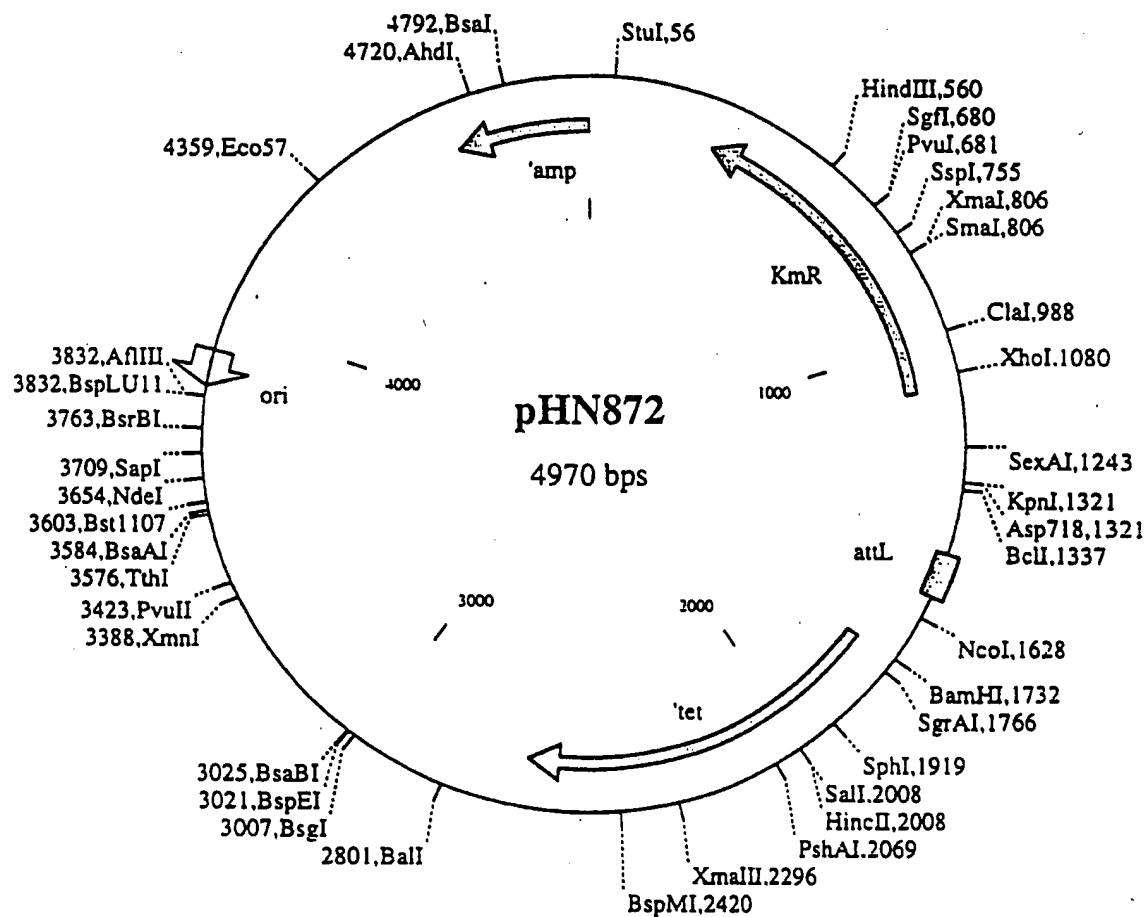 4792,BsaI
4720,AhdI
StuI,56
HindIII,560
SgfI,680
PvuI,681
SspI,755
XmaI,806
SmaI,806
4359,Eco57
'amp
KmR
ClaI,988
XhoI.1080
3832,AflIII
3832,BspLU11
3763,BsrBI
3709,SapI
3654,NdeI
3603,Bst1107
3584,BsaAI
3576,TthI
3423,PvuII
3388,XmnI
ori
4000
1000
pHN872
4970 bps
SexAI,1243
KpnI,1321
Asp718,1321
BclI,1337
attL
3000
2000
NcoI,1628
BamHI,1732
SgrAI,1766
'tet
SphI,1919
SalI.2008
HincII,2008
PshAI.2069
3025,BsaBI
3021,BspEI
3007,BsgI
2801,BalI
XmaIII.2296
BspMI,2420